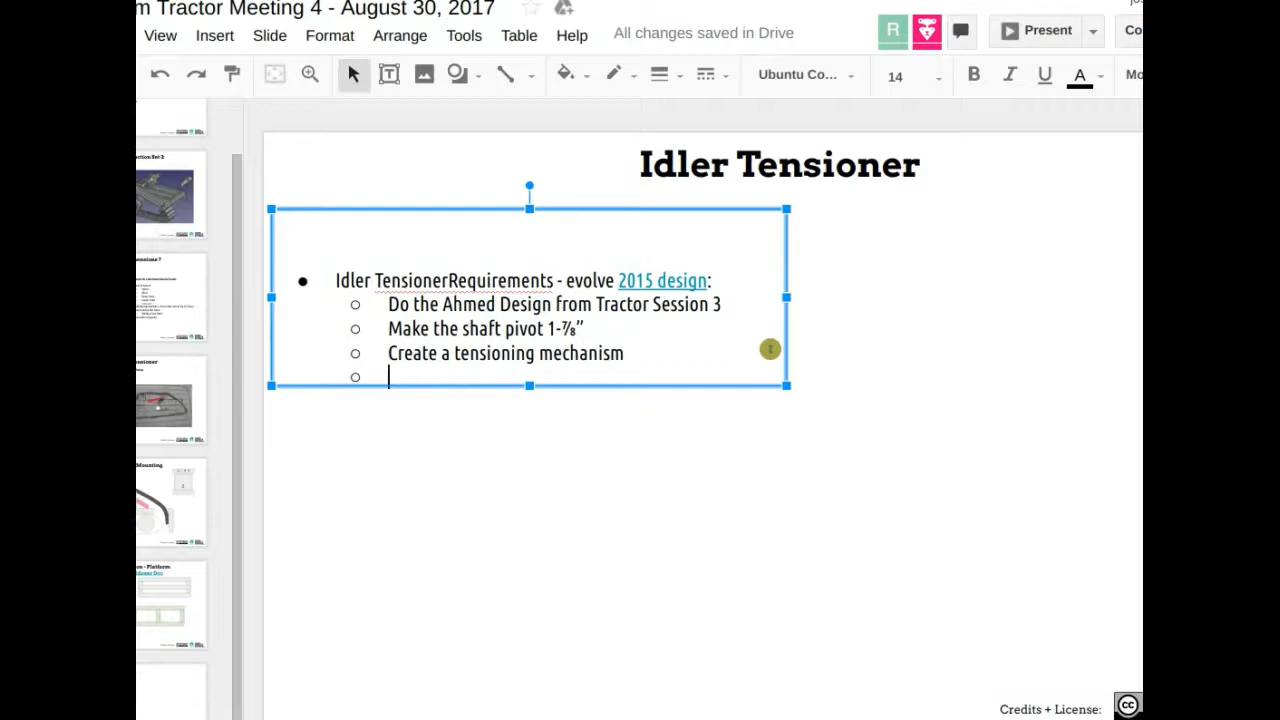 m Tractor Meeting 4 - August 30, 2017
View Insert Slide Format Arrange Tools Table Help All changes saved in Drive
R
Present
Ubuntu Co...
14
B I U A
Idler Tensioner
Idler TensionerRequirements - evolve 2015 design:
Do the Ahmed Design from Tractor Session 3
Make the shaft pivot 1-⅞”
Create a tensioning mechanism
Credits + License: